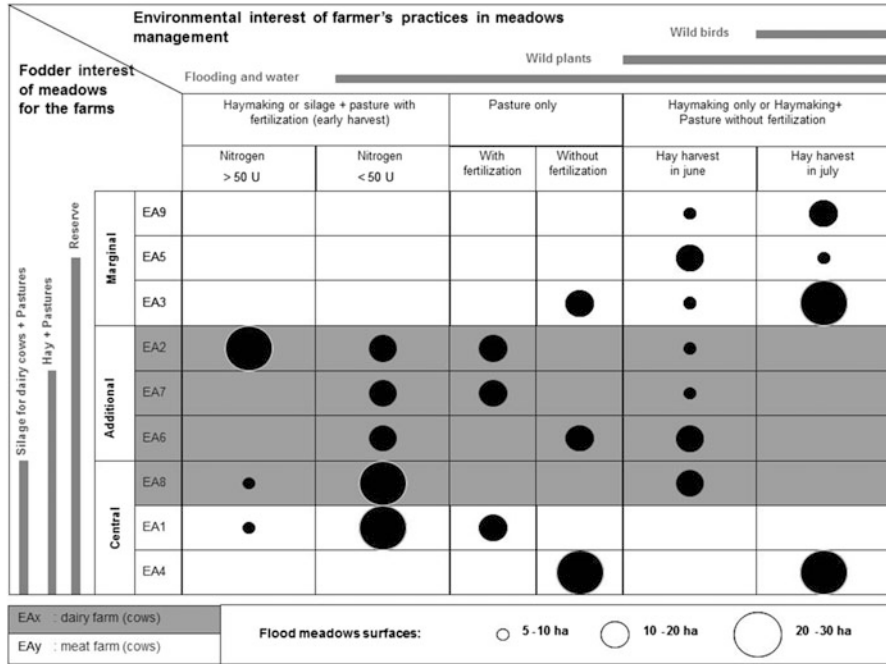 Environmental interest of farmer's practices in meadows
management
Wild birds
Wild plants
Flooding and water
Fodder interest
of meadows
for the farms
Haymaking or silage + pasture with
fertilization (early harvest)
Pasture only
Haymaking only or Haymaking+
Pasture without fertilization
Nitrogen
> 50 U
Nitrogen
< 50 U
With
fertilization
Without
fertilization
Hay harvest
in june
Hay harvest
in july
Silage for dairy cows + Pastures
Hay + Pastures
Reserve
Marginal
EA9
EA5
EA3
Additional
EA2
EA7
EA6
Central
EA8
EA1
EA4
EAx : dairy farm (cows)
EAy : meat farm (cows)
Flood meadows surfaces:
5 - 10 ha
10 - 20 ha
20 - 30 ha